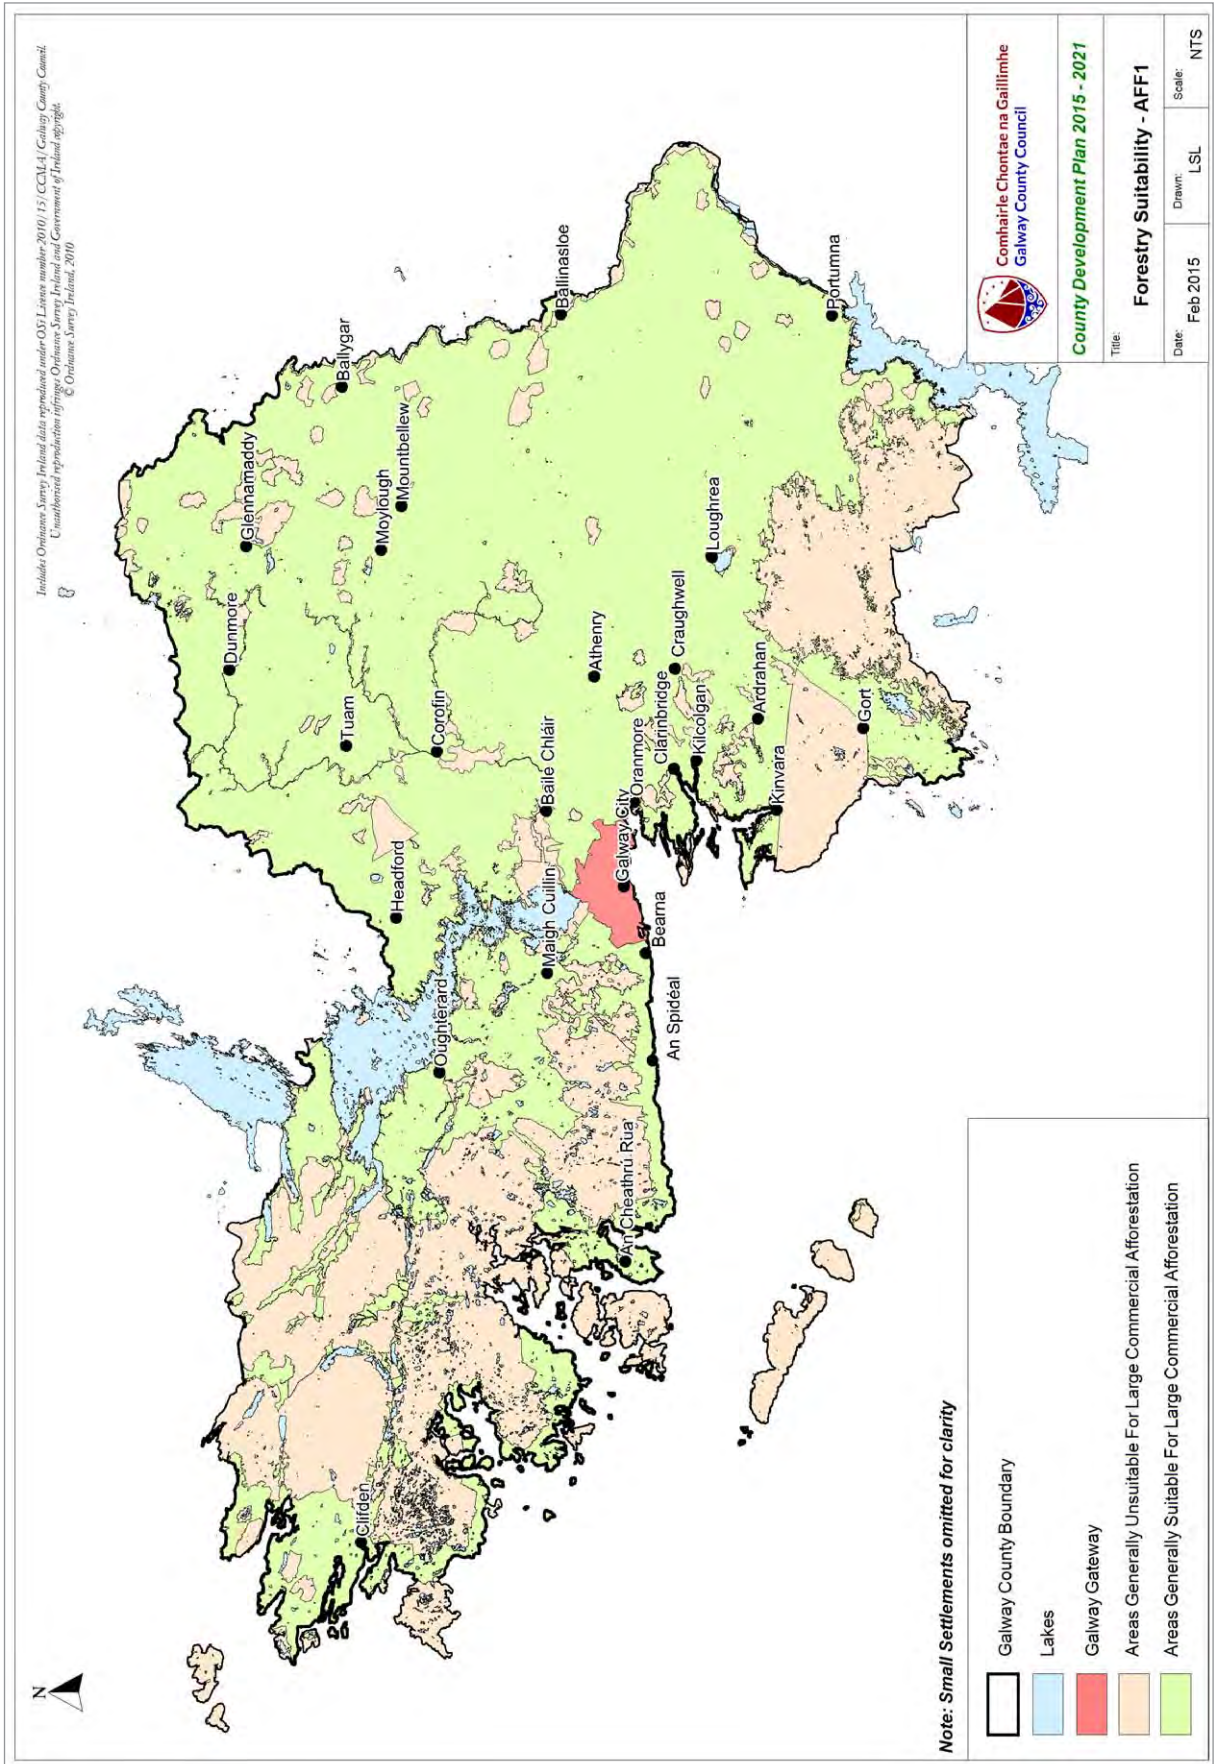 Includes Ordnance Survey Ireland data reproduced under OSi Licence number 2010/15/CCMA/ Galway County Council.
Unauthorised reproduction infringes Ordnance Survey Ireland and Government of Ireland copyright.
© Ordnance Survey Ireland, 2010
N
Glennamaddy
Dunmore
Ballygar
Tuam
Moylough
Mountbellew
Headford
Clifden
Oughterard
Corofin
Maigh Cuillin
Baile Chláir
Ballinasloe
Athenry
Galway City
Oranmore
An Cheathrú Rua
An Spidéal
Bearna
Clarinbridge
Craughwell
Kilcolgan
Loughrea
Ardrahan
Kinvara
Portumna
Gort
Note: Small Settlements omitted for clarity
Galway County Boundary
Lakes
Galway Gateway
Areas Generally Unsuitable For Large Commercial Afforestation
Areas Generally Suitable For Large Commercial Afforestation
Comhairle Chontae na Gaillimhe
Galway County Council
County Development Plan 2015 - 2021
Title:
Forestry Suitability - AFF1
Date: Feb 2015
Drawn: LSL
Scale: NTS